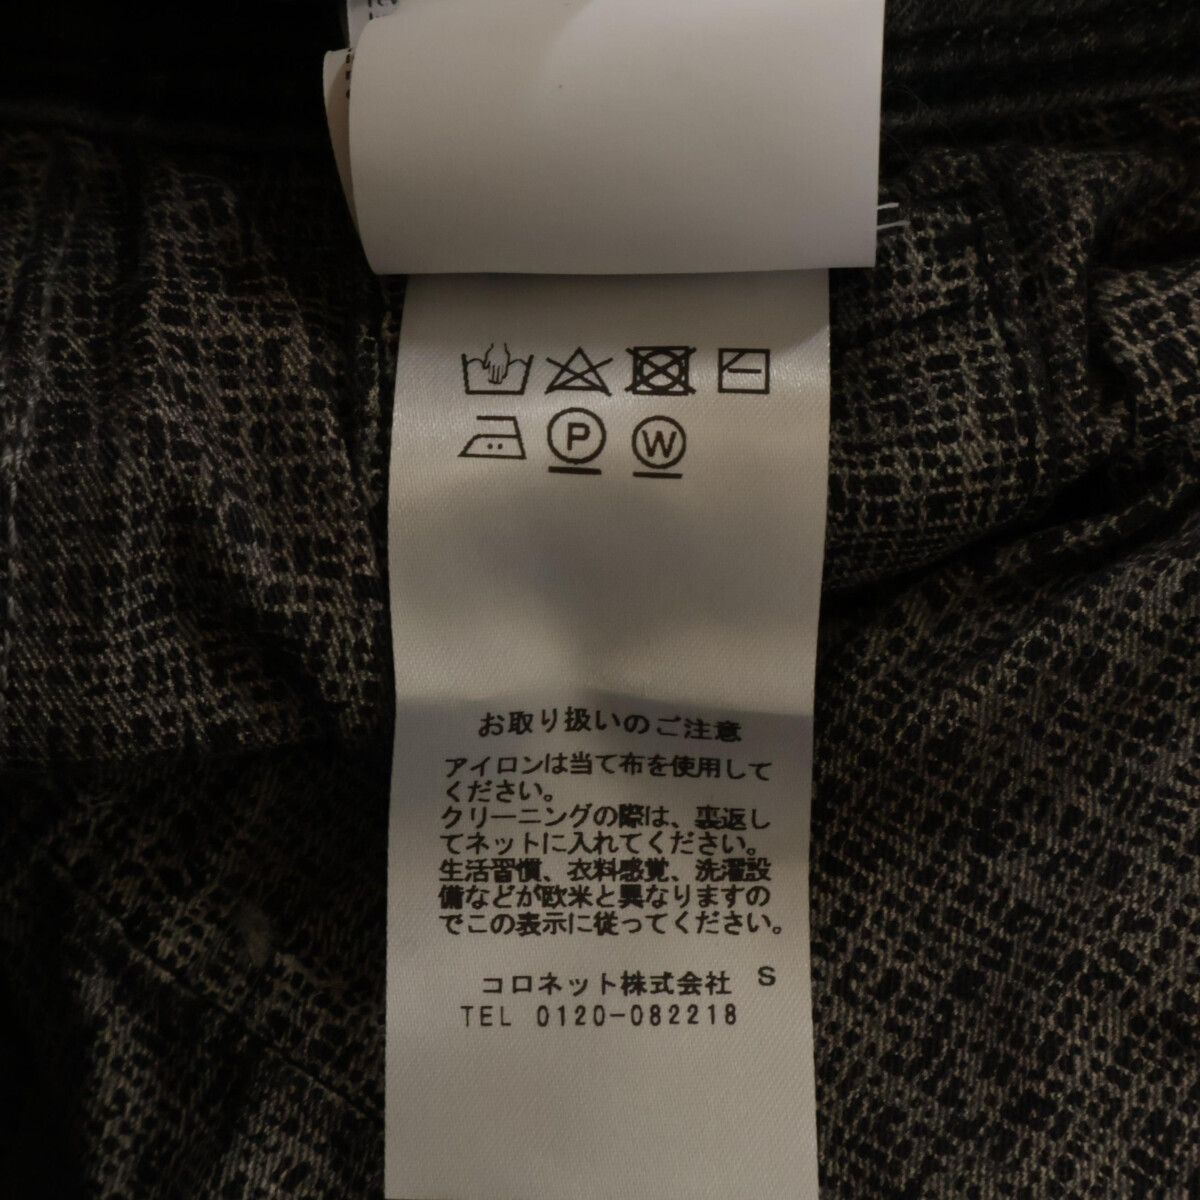 P W
お取り扱いのご注意
アイロンは当て布を使用して
ください。
クリーニングの際は、裏返し
てネットに入れてください。
生活習慣、衣料感覚、洗濯設
備などが欧米と異なりますの
でこの表示に従ってください。
コロネット株式会社 S
TEL 0120-082218